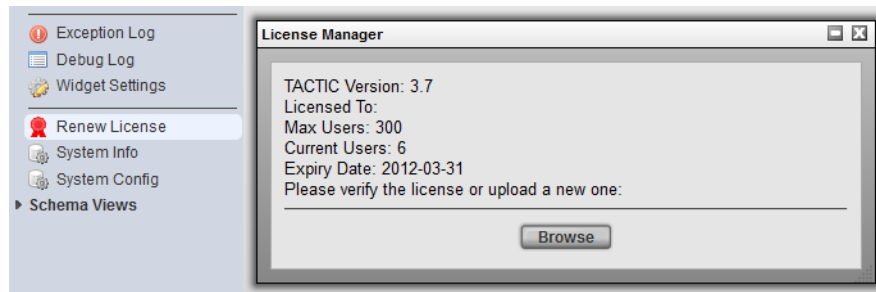 Exception Log
Debug Log
Widget Settings
Renew License
System Info
System Config
Schema Views
License Manager
TACTIC Version: 3.7
Licensed To:
Max Users: 300
Current Users: 6
Expiry Date: 2012-03-31
Please verify the license or upload a new one:
Browse